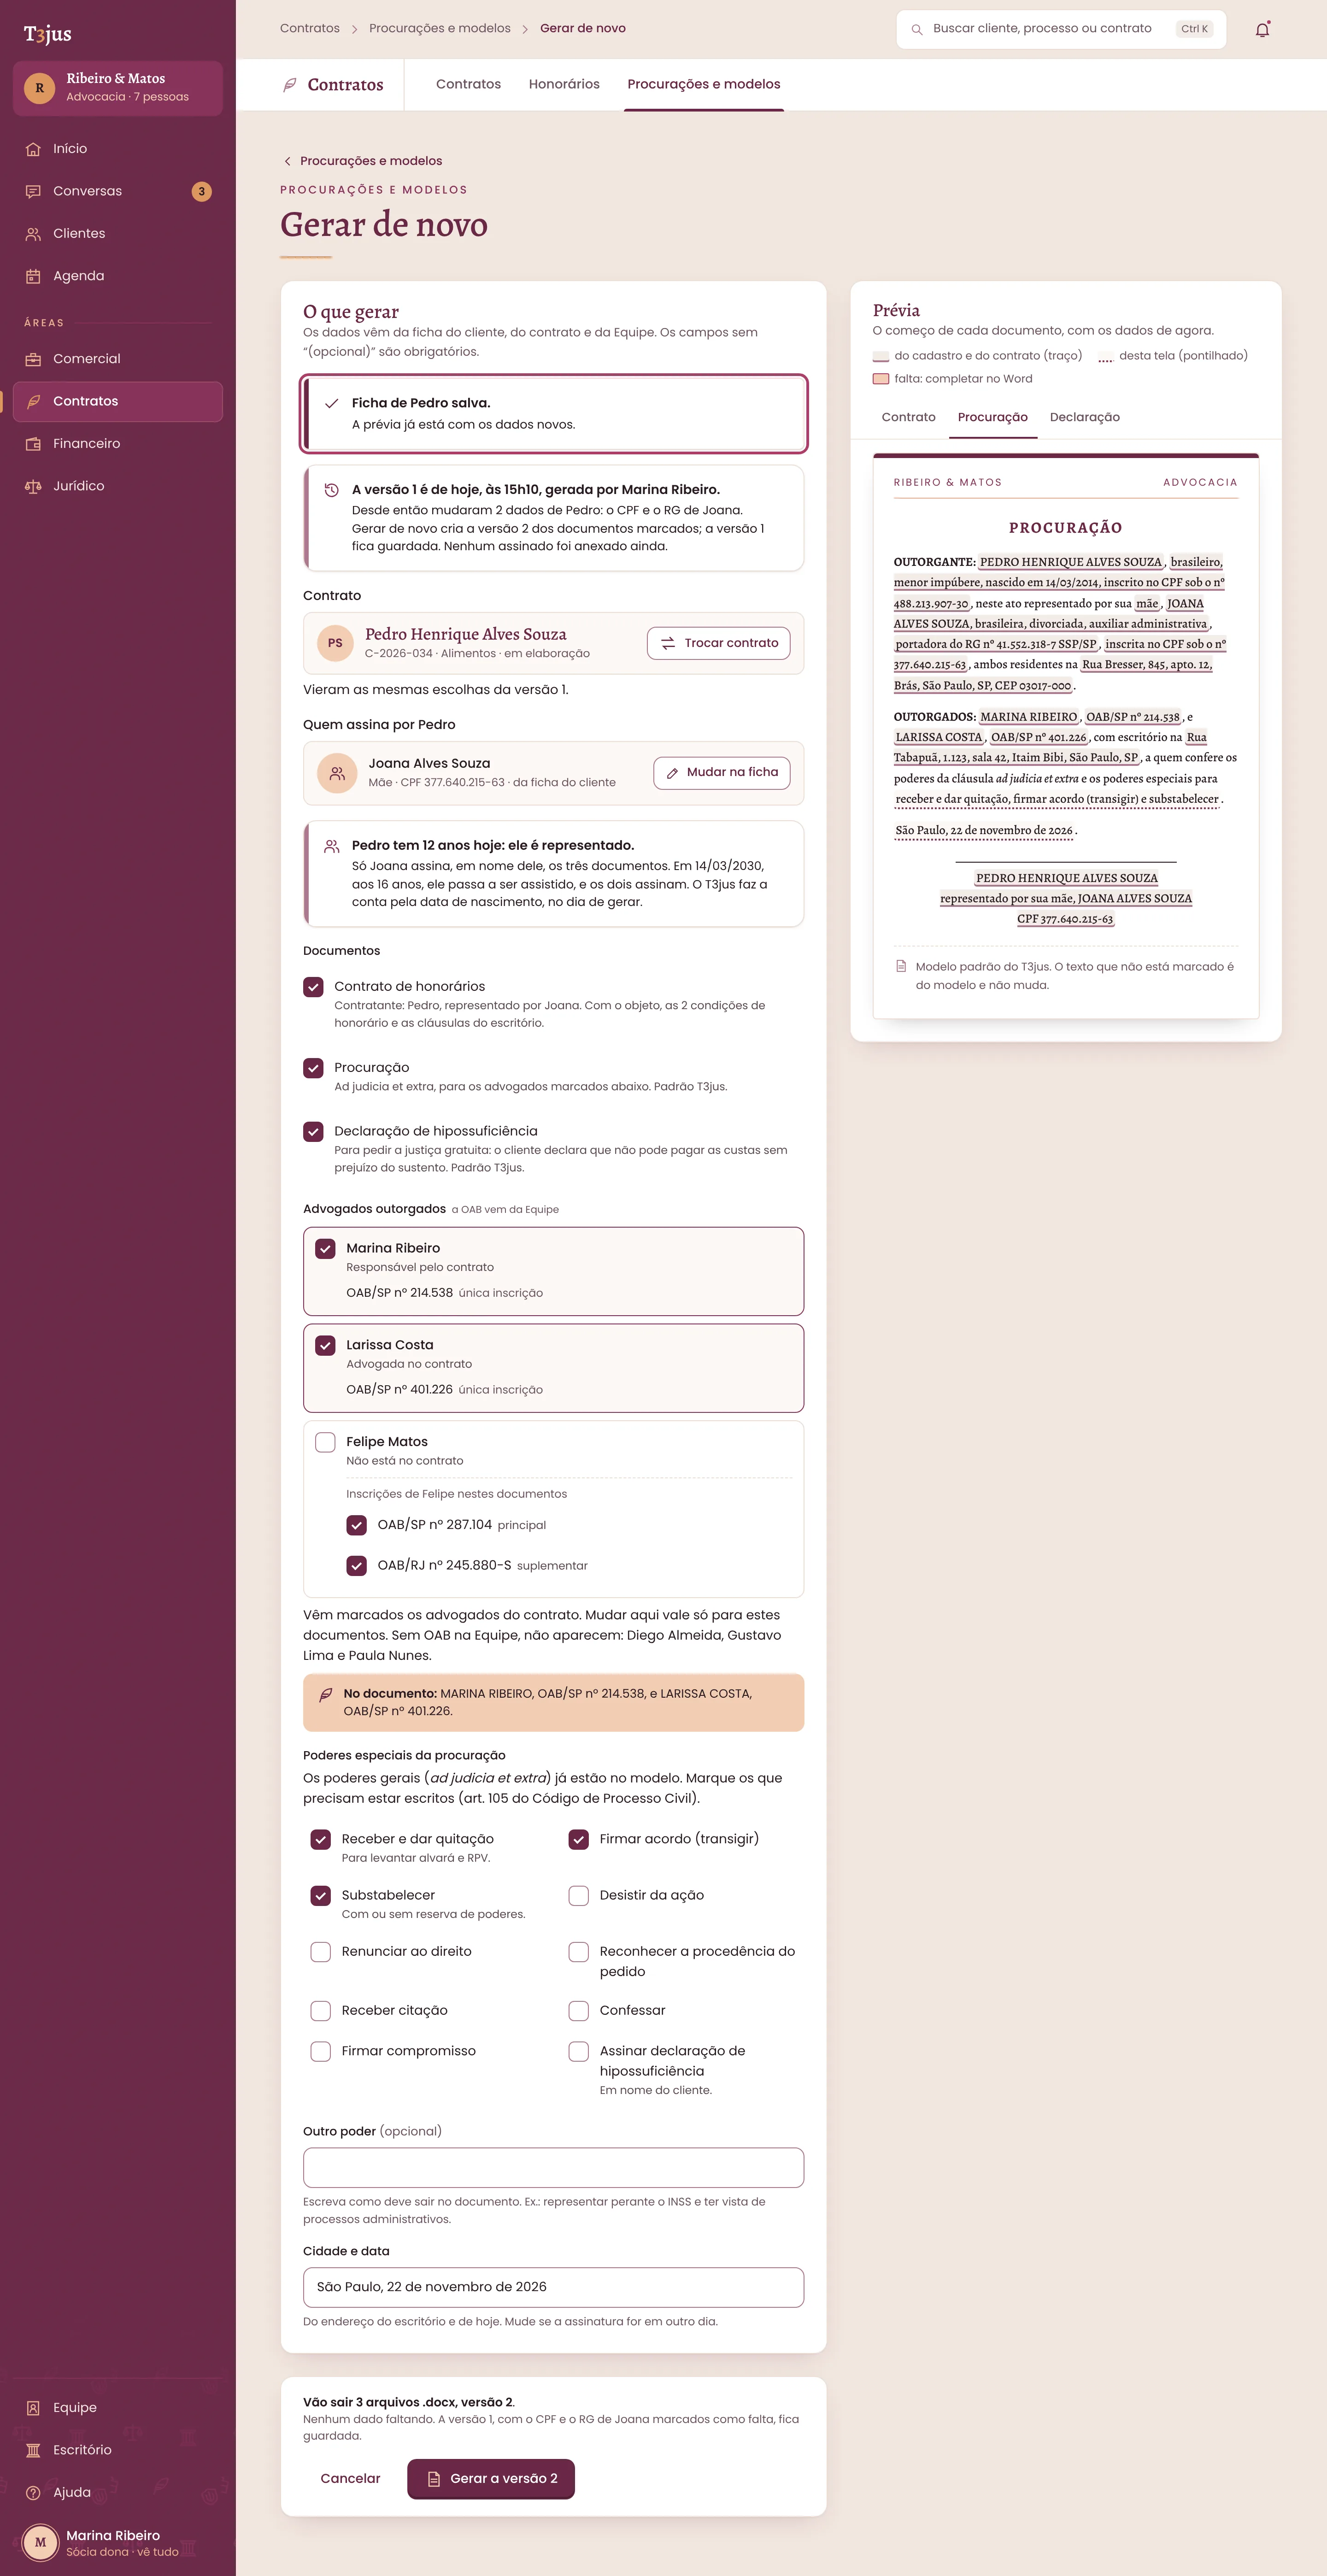 T3jus
R
Ribeiro & Matos
Advocacia · 7 pessoas
Início
Conversas
3
Clientes
Agenda
ÁREAS
Comercial
Contratos
Financeiro
Jurídico
Equipe
Escritório
Ajuda
M
Marina Ribeiro
Sócia dona · vê tudo
Contratos
Procurações e modelos
Gerar de novo
Buscar cliente, processo ou contrato
Ctrl K
Contratos
Contratos
Honorários
Procurações e modelos
Procurações e modelos
PROCURAÇÕES E MODELOS
Gerar de novo
O que gerar
Os dados vêm da ficha do cliente, do contrato e da Equipe. Os campos sem
“(opcional)” são obrigatórios.
Ficha de Pedro salva.
A prévia já está com os dados novos.
A versão 1 é de hoje, às 15h10, gerada por Marina Ribeiro.
Desde então mudaram 2 dados de Pedro: o CPF e o RG de Joana.
Gerar de novo cria a versão 2 dos documentos marcados; a versão 1
fica guardada. Nenhum assinado foi anexado ainda.
Contrato
PS
Pedro Henrique Alves Souza
C-2026-034 · Alimentos · em elaboração
Trocar contrato
Vieram as mesmas escolhas da versão 1.
Quem assina por Pedro
Joana Alves Souza
Mãe · CPF 377.640.215-63 · da ficha do cliente
Mudar na ficha
Pedro tem 12 anos hoje: ele é representado.
Só Joana assina, em nome dele, os três documentos. Em 14/03/2030,
aos 16 anos, ele passa a ser assistido, e os dois assinam. O T3jus faz a
conta pela data de nascimento, no dia de gerar.
Documentos
Contrato de honorários
Contratante: Pedro, representado por Joana. Com o objeto, as 2 condições de
honorário e as cláusulas do escritório.
Procuração
Ad judicia et extra, para os advogados marcados abaixo. Padrão T3jus.
Declaração de hipossuficiência
Para pedir a justiça gratuita: o cliente declara que não pode pagar as custas sem
prejuízo do sustento. Padrão T3jus.
Advogados outorgados a OAB vem da Equipe
Marina Ribeiro
Responsável pelo contrato
OAB/SP nº 214.538 única inscrição
Larissa Costa
Advogada no contrato
OAB/SP nº 401.226 única inscrição
Felipe Matos
Não está no contrato
Inscrições de Felipe nestes documentos
OAB/SP nº 287.104 principal
OAB/RJ nº 245.880-S suplementar
Vêm marcados os advogados do contrato. Mudar aqui vale só para estes
documentos. Sem OAB na Equipe, não aparecem: Diego Almeida, Gustavo
Lima e Paula Nunes.
No documento: MARINA RIBEIRO, OAB/SP nº 214.538, e LARISSA COSTA,
OAB/SP nº 401.226.
Poderes especiais da procuração
Os poderes gerais (ad judicia et extra) já estão no modelo. Marque os que
precisam estar escritos (art. 105 do Código de Processo Civil).
Receber e dar quitação
Para levantar alvará e RPV.
Firmar acordo (transigir)
Substabelecer
Com ou sem reserva de poderes.
Desistir da ação
Renunciar ao direito
Reconhecer a procedência do
pedido
Receber citação
Confessar
Firmar compromisso
Assinar declaração de
hipossuficiência
Em nome do cliente.
Outro poder (opcional)
Escreva como deve sair no documento. Ex.: representar perante o INSS e ter vista de
processos administrativos.
Cidade e data
São Paulo, 22 de novembro de 2026
Do endereço do escritório e de hoje. Mude se a assinatura for em outro dia.
Vão sair 3 arquivos .docx, versão 2.
Nenhum dado faltando. A versão 1, com o CPF e o RG de Joana marcados como falta, fica
guardada.
Cancelar
Gerar a versão 2
Prévia
O começo de cada documento, com os dados de agora.
do cadastro e do contrato (traço)
desta tela (pontilhado)
falta: completar no Word
Contrato
Procuração
Declaração
RIBEIRO & MATOS
ADVOCACIA
PROCURAÇÃO
OUTORGANTE: PEDRO HENRIQUE ALVES SOUZA, brasileiro,
menor impúbere, nascido em 14/03/2014, inscrito no CPF sob o nº
488.213.907-30, neste ato representado por sua mãe, JOANA
ALVES SOUZA, brasileira, divorciada, auxiliar administrativa,
portadora do RG nº 41.552.318-7 SSP/SP, inscrita no CPF sob o nº
377.640.215-63, ambos residentes na Rua Bresser, 845, apto. 12,
Brás, São Paulo, SP, CEP 03017-000.
OUTORGADOS: MARINA RIBEIRO, OAB/SP nº 214.538, e
LARISSA COSTA, OAB/SP nº 401.226, com escritório na Rua
Tabapuã, 1.123, sala 42, Itaim Bibi, São Paulo, SP, a quem confere os
poderes da cláusula ad judicia et extra e os poderes especiais para
receber e dar quitação, firmar acordo (transigir) e substabelecer.
São Paulo, 22 de novembro de 2026.
PEDRO HENRIQUE ALVES SOUZA
representado por sua mãe, JOANA ALVES SOUZA
CPF 377.640.215-63
Modelo padrão do T3jus. O texto que não está marcado é
do modelo e não muda.